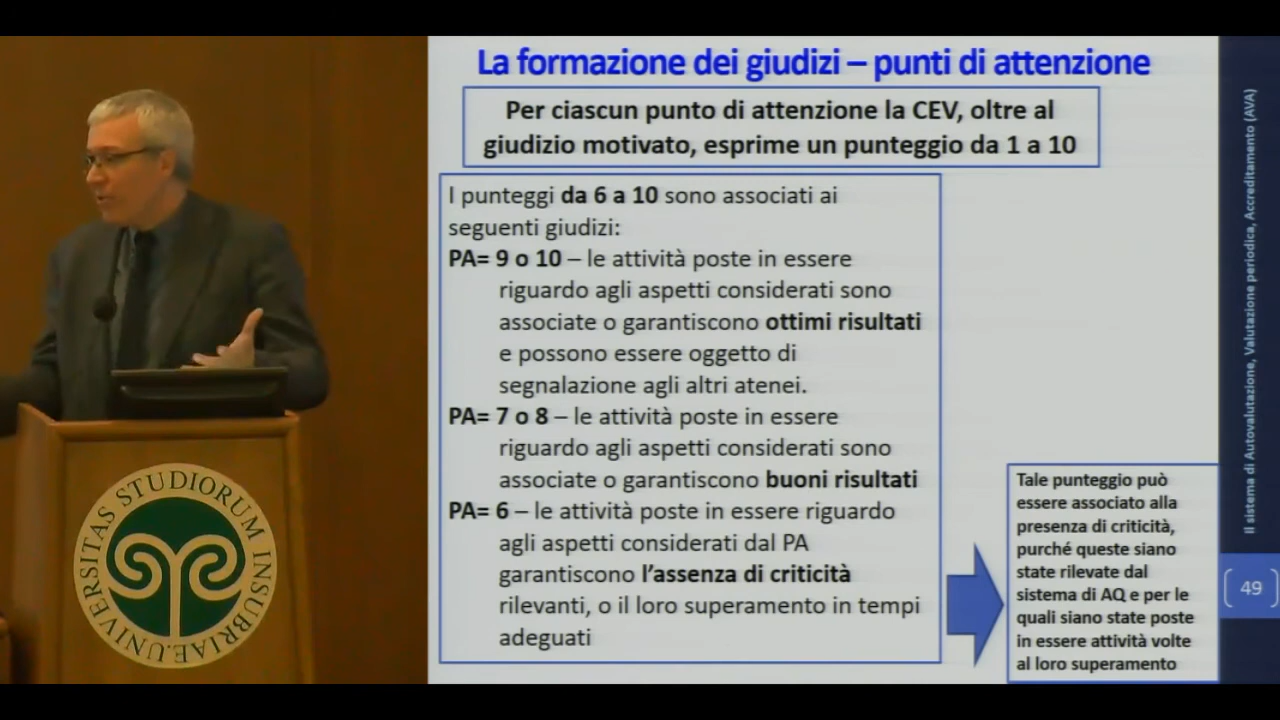 La formazione dei giudizi – punti di attenzione
Per ciascun punto di attenzione la CEV, oltre al
giudizio motivato, esprime un punteggio da 1 a 10
I punteggi da 6 a 10 sono associati ai
seguenti giudizi:
PA= 9 o 10 – le attività poste in essere
riguardo agli aspetti considerati sono
associate o garantiscono ottimi risultati
e possono essere oggetto di
segnalazione agli altri atenei.
PA= 7 o 8 – le attività poste in essere
riguardo agli aspetti considerati sono
associate o garantiscono buoni risultati
PA= 6 – le attività poste in essere riguardo
agli aspetti considerati dal PA
garantiscono l'assenza di criticità
rilevanti, o il loro superamento in tempi
adeguati
Tale punteggio può
essere associato alla
presenza di criticità,
purché queste siano
state rilevate dal
sistema di AQ e per le
quali siano state poste
in essere attività volte
al loro superamento
Il sistema di Autovalutazione, Valutazione periodica, Accreditamento (AVA)
49
UNIVERSITAS STUDIORUM INSUBRIAE